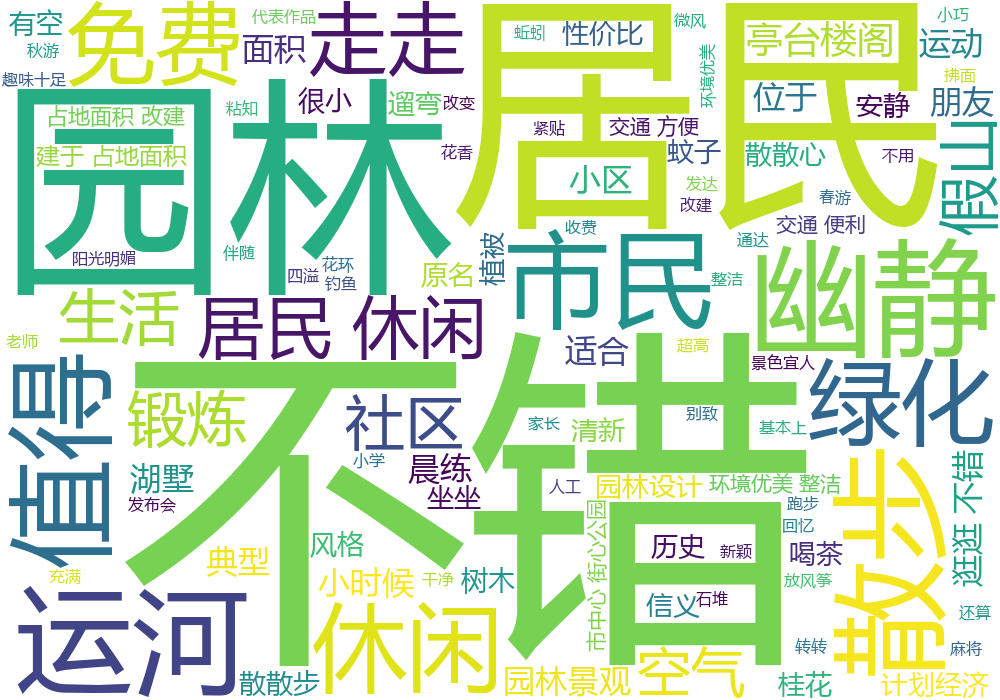 有空
秋游
趣味十足
免费
代表作品
面积
走走
蚯蚓
性价比
微风
环境优美
亭台楼阁
小巧
运动
拂面
占地面积 改建
建于 占地面积
粘知
很小
遛弯
改变
花香
紧贴
交通 方便
蚊子
位于
安静
朋友
散散心
不用
园林
居民
小区
发达
改建
春游
假山
阳光明媚
伴随
四溢
花环
钓鱼
原名
植被
收费
市民
通达
交通 便利
整洁
幽静
生活
老师
居民 休闲
适合
超高
景色宜人
值得
锻炼
不错
社区
小学
晨练
坐坐
家长
清新
别致
基本上
绿化
湖墅
发布会
人工
园林设计
环境优美 整洁
跑步
回忆
散步
逛逛 不错
典型
风格
小时候
干净
树木
市中心 街心公园
历史
新颖
喝茶
放风筝
充满
运河
休闲
信义
石堆
还算
转转
麻将
散散步
园林景观
空气
桂花
计划经济